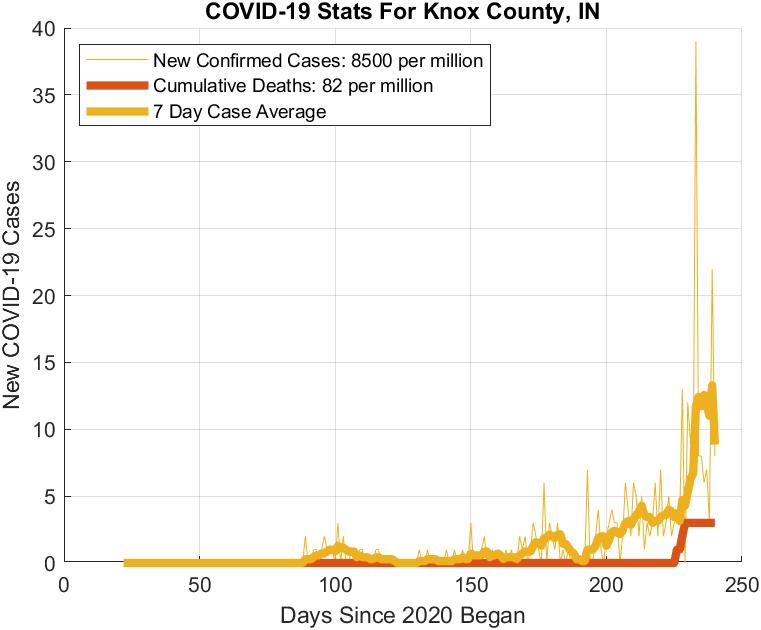 COVID-19 Stats For Knox County, IN
New Confirmed Cases: 8500 per million
Cumulative Deaths: 82 per million
7 Day Case Average
New COVID-19 Cases
40
35
30
25
20
15
10
5
0
0 50 100 150 200 250
Days Since 2020 Began